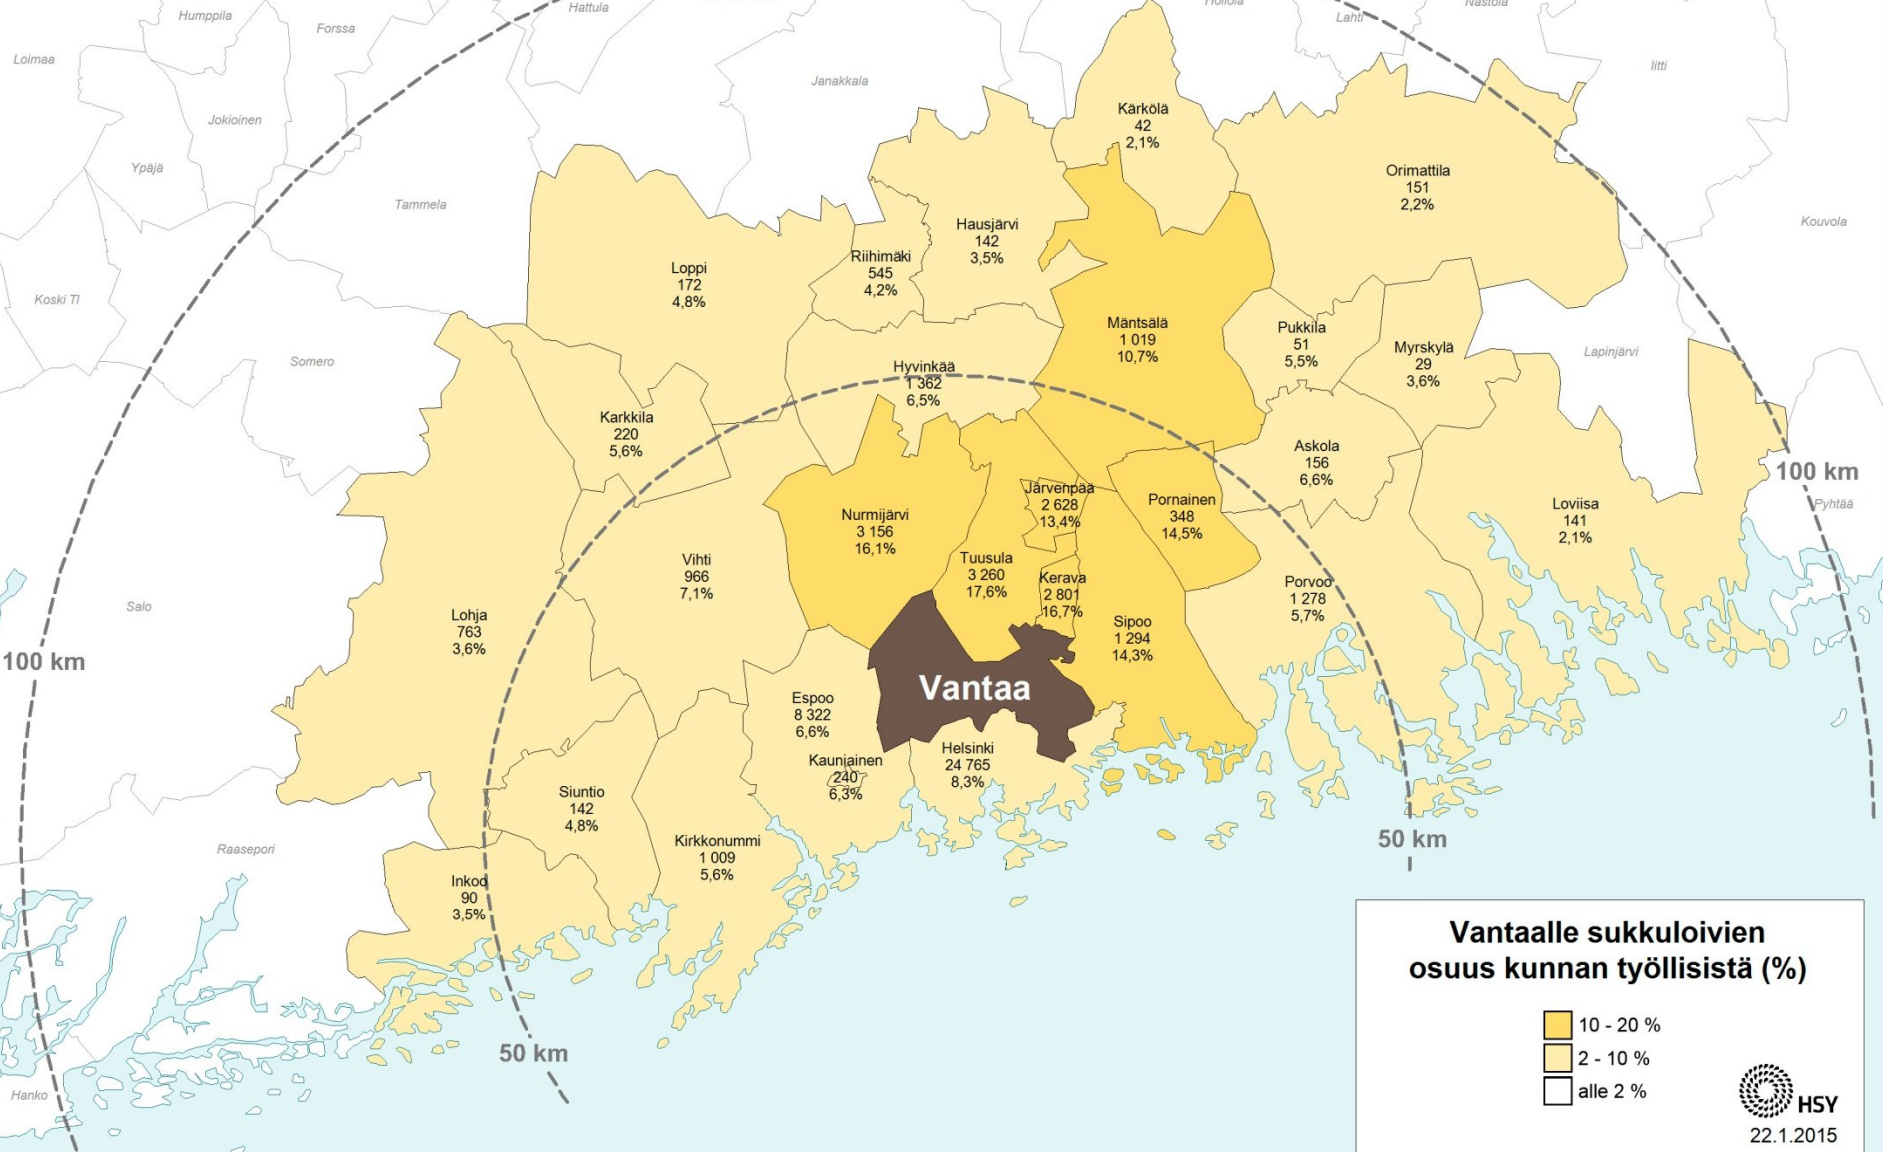 Humppila
Forssa
Hattula
Hollola
Lahti
Nastola
Loimaa
Janakkala
Iitti
Jokioinen
Kärkölä
42
2,1%
Ypäjä
Orimattila
151
2,2%
Tammela
Kouvola
Hausjärvi
142
3,5%
Riihimäki
545
4,2%
Loppi
172
4,8%
Koski Tl
Mäntsälä
1 019
10,7%
Pukkila
51
5,5%
Myrskylä
29
3,6%
Lapinjärvi
Somero
Hyvinkää
1 362
6,5%
Karkkila
220
5,6%
Askola
156
6,6%
100 km
Pyhtää
Järvenpää
2 628
13,4%
Pornainen
348
14,5%
Loviisa
141
2,1%
Nurmijärvi
3 156
16,1%
Vihti
966
7,1%
Tuusula
3 260
17,6%
Kerava
2 801
16,7%
Porvoo
1 278
5,7%
Salo
Lohja
763
3,6%
Sipoo
1 294
14,3%
100 km
Vantaa
Espoo
8 322
6,6%
Kauniainen
240
6,3%
Helsinki
24 765
8,3%
Siuntio
142
4,8%
Kirkkonummi
1 009
5,6%
50 km
Raasepori
Inkoo
90
3,5%
50 km
Hanko
Vantaalle sukkuloivien
osuus kunnan työllisistä (%)
10 - 20 %
2 - 10 %
alle 2 %
HSY
22.1.2015